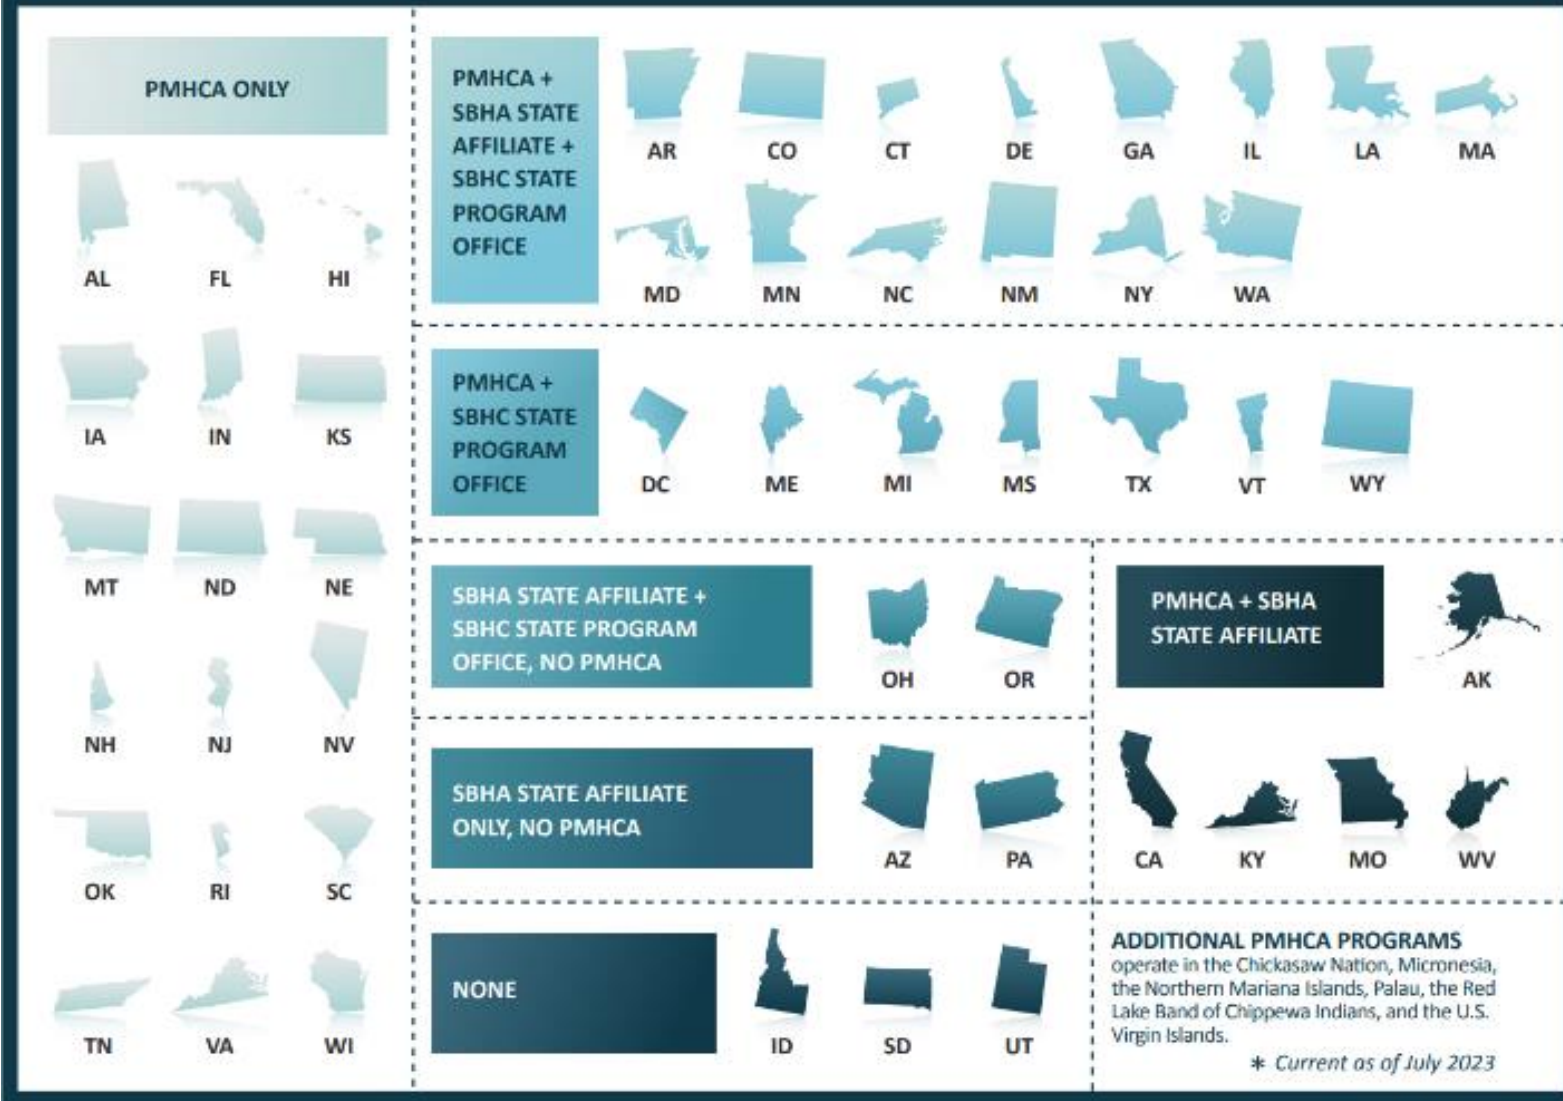 PMHCA ONLY
AL FL HI
IA IN KS
MT ND NE
NH NJ NV
OK RI SC
TN VA WI
PMHCA +
SBHA STATE
AFFILIATE +
SBHC STATE
PROGRAM
OFFICE
AR CO CT DE GA IL LA MA
MD MN NC NM NY WA
PMHCA +
SBHC STATE
PROGRAM
OFFICE
DC ME MI MS TX VT WY
SBHA STATE AFFILIATE +
SBHC STATE PROGRAM
OFFICE, NO PMHCA
OH OR
PMHCA + SBHA
STATE AFFILIATE
AK
CA KY MO WV
SBHA STATE AFFILIATE
ONLY, NO PMHCA
AZ PA
NONE
ID SD UT
ADDITIONAL PMHCA PROGRAMS
operate in the Chickasaw Nation, Micronesia,
the Northern Mariana Islands, Palau, the Red
Lake Band of Chippewa Indians, and the U.S.
Virgin Islands.
* Current as of July 2023